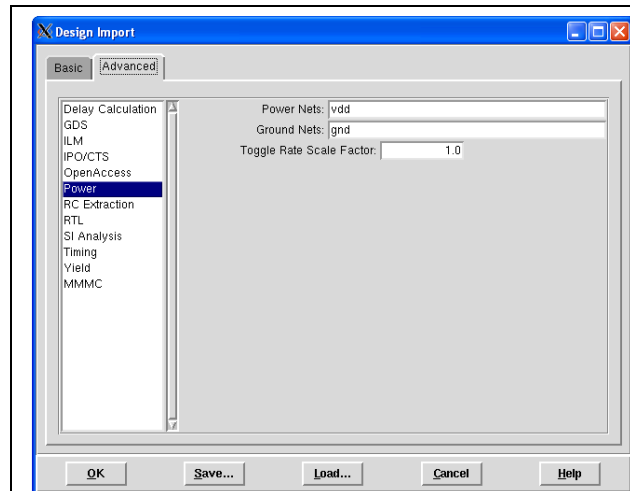 Design Import
Basic
Advanced
Delay Calculation
GDS
ILM
IPO/CTS
OpenAccess
Power
RC Extraction
RTL
SI Analysis
Timing
Yield
MMMC
Power Nets: vdd
Ground Nets: gnd
Toggle Rate Scale Factor: 1.0
OK
Save...
Load...
Cancel
Help